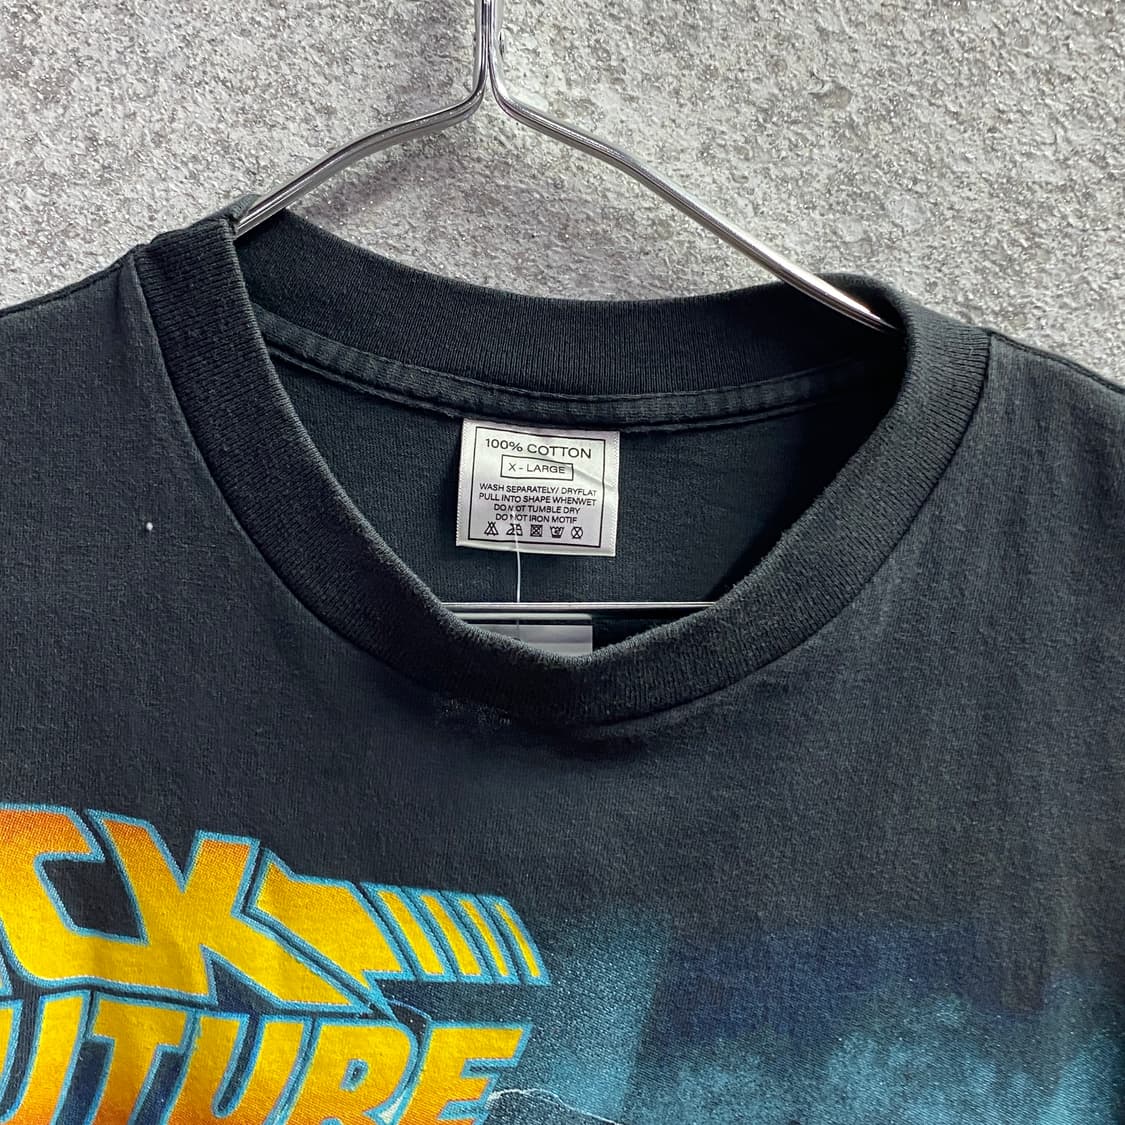 100% COTTON
X - LARGE
WASH SEPARATELY/ DRYFLAT
PULL INTO SHAPE WHENWET
DO NOT TUMBLE DRY
DO NOT IRON MOTIF
CK
UTURE